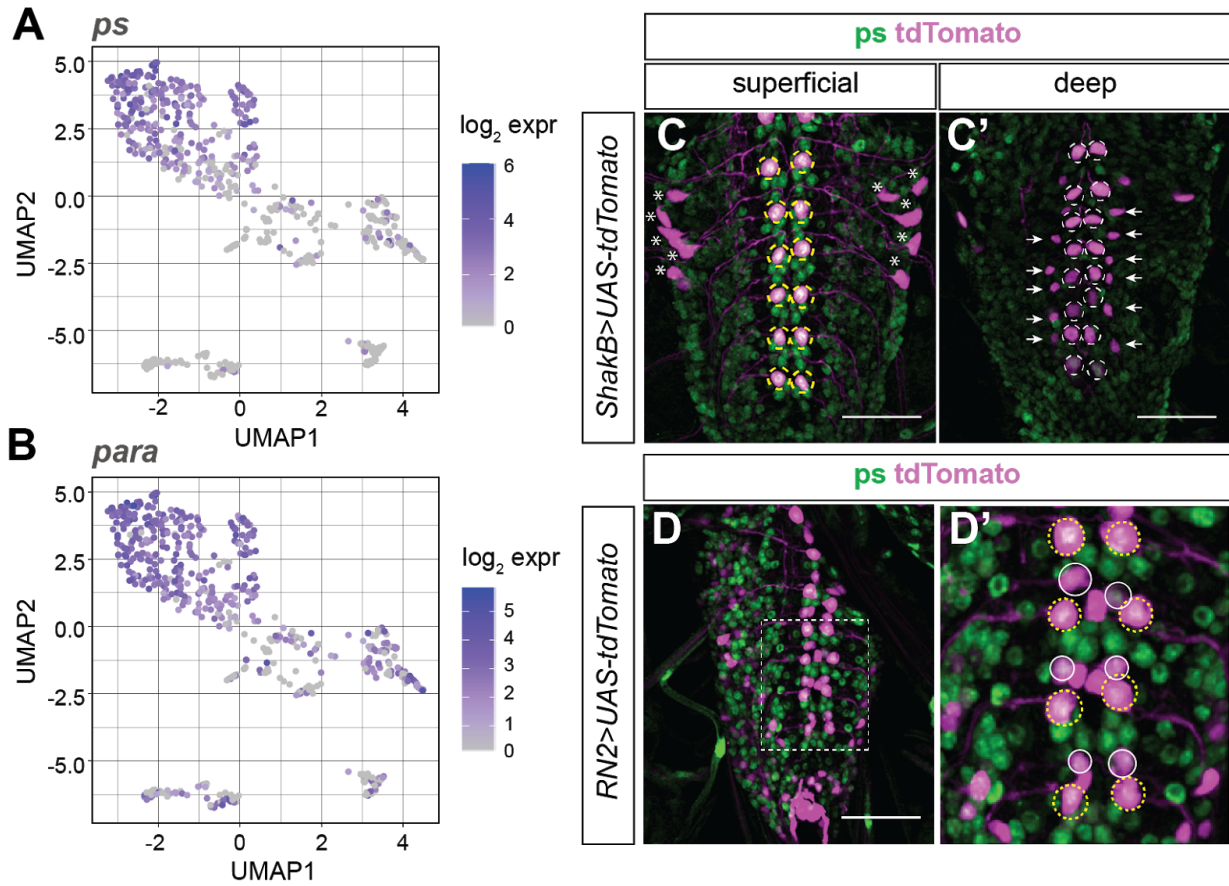 A
ps
5.0
2.5
0.0
-2.5
-5.0
UMAP2
-2
0
2
4
UMAP1
log2 expr
6
4
2
0
B
para
5.0
2.5
0.0
-2.5
-5.0
UMAP2
-2
0
2
4
UMAP1
log2 expr
5
4
3
2
1
0
ps tdTomato
superficial
deep
ShakB>UAS-tdTomato
C
* * * * * *
* * * * *
C'
ps tdTomato
RN2>UAS-tdTomato
D
D'